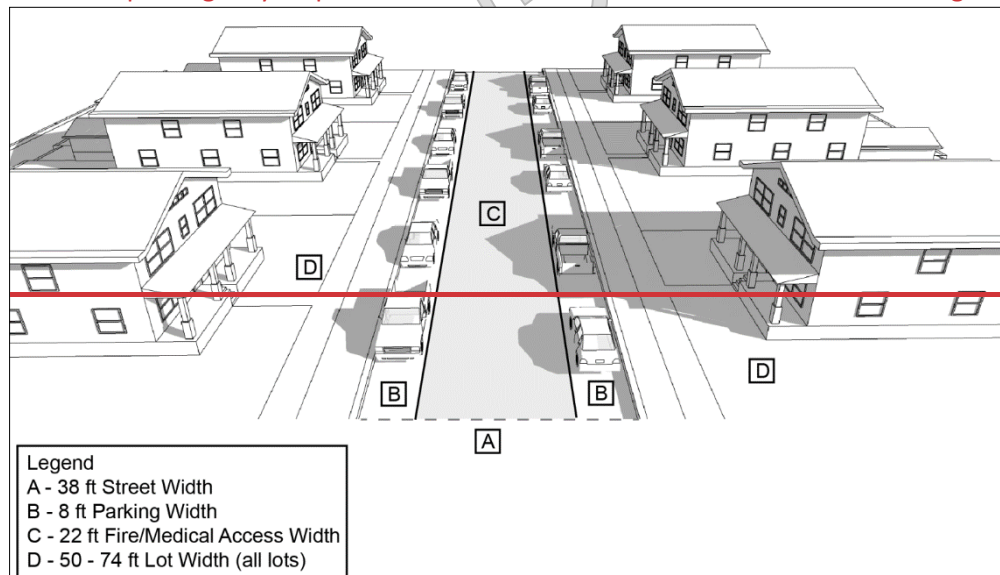 D
C
B
B
D
A
Legend
A - 38 ft Street Width
B - 8 ft Parking Width
C - 22 ft Fire/Medical Access Width
D - 50 - 74 ft Lot Width (all lots)